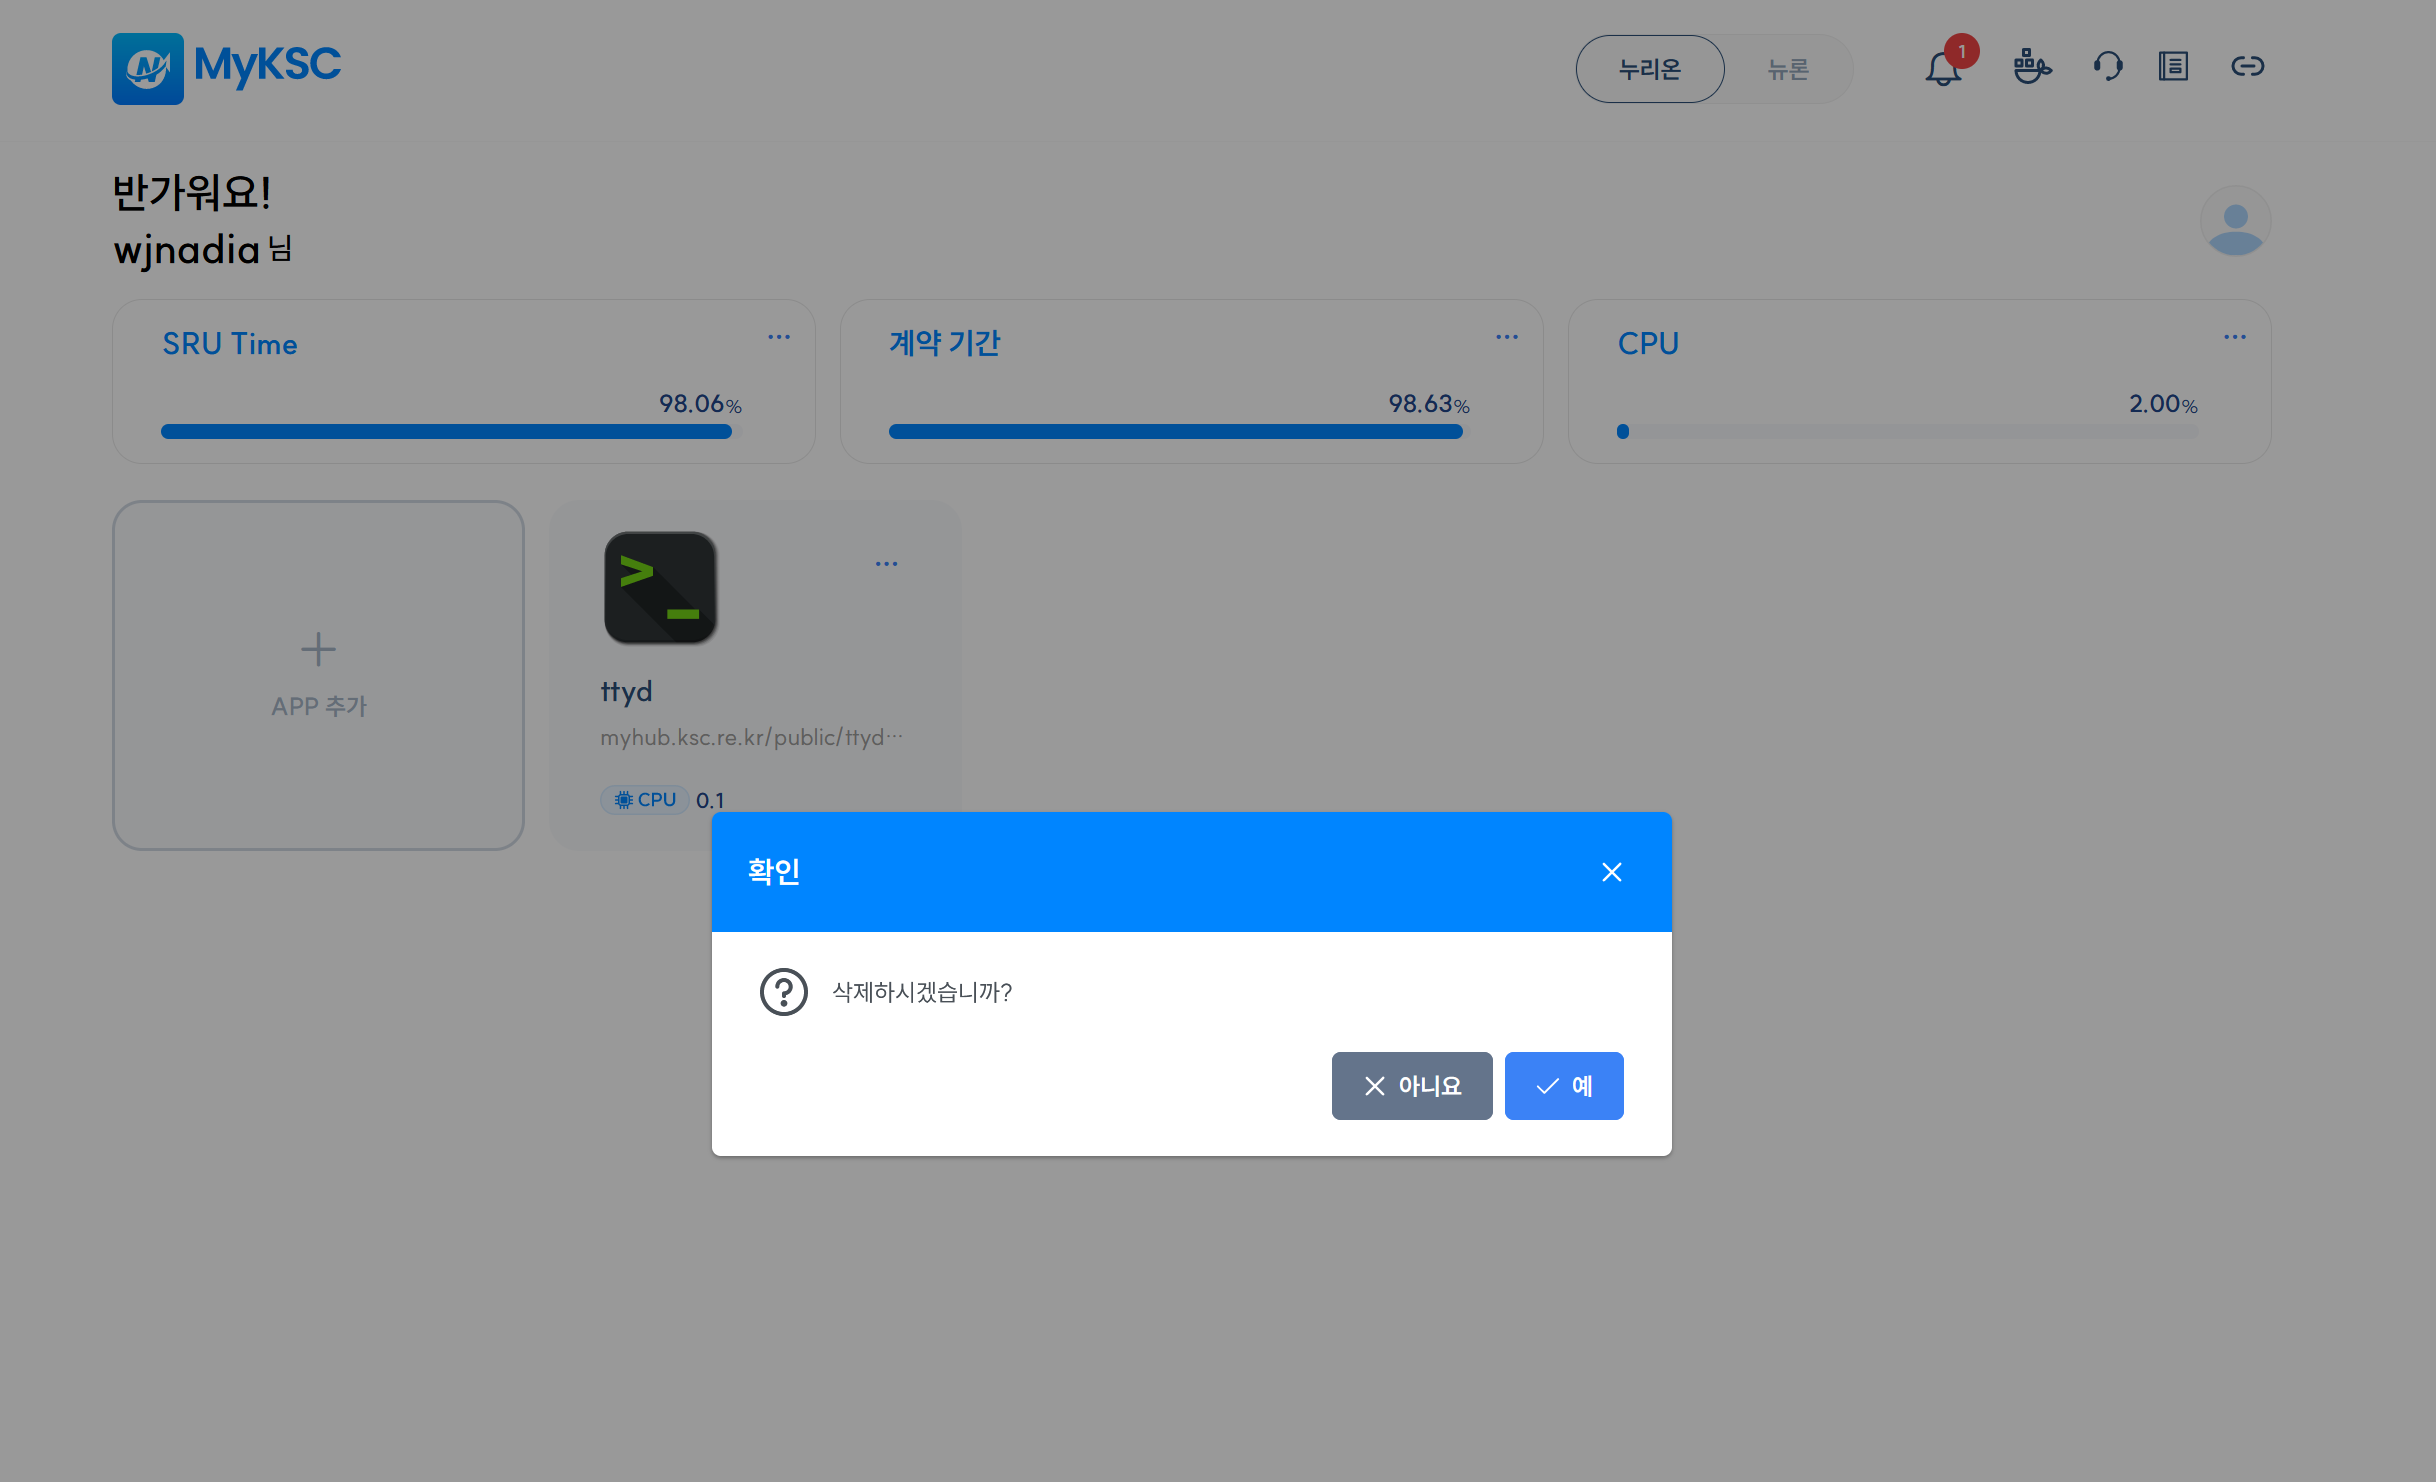 MyKSC
누리온
뉴론
1
반가워요!
wjnadia 님
SRU Time
98.06%
계약 기간
98.63%
CPU
2.00%
APP 추가
ttyd
myhub.ksc.re.kr/public/ttyd…
CPU 0.1
확인
삭제하시겠습니까?
아니요
예